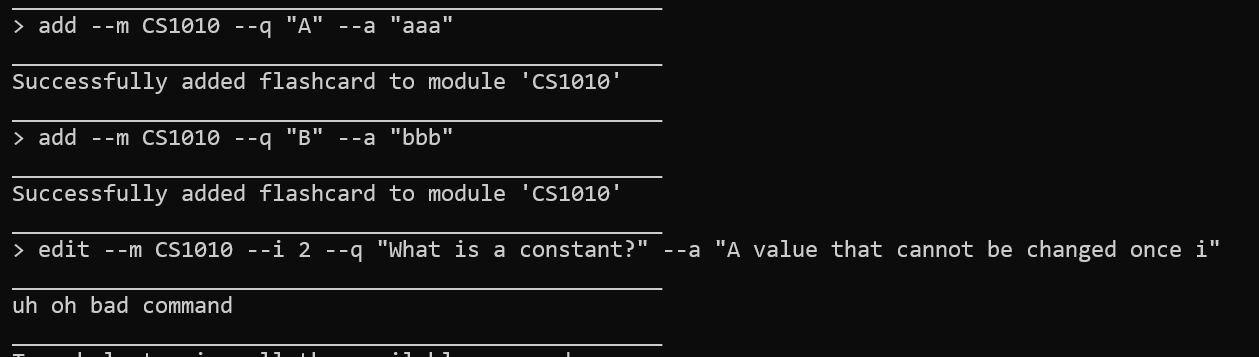 > add --m CS1010 --q "A" --a "aaa"
Successfully added flashcard to module 'CS1010'
> add --m CS1010 --q "B" --a "bbb"
Successfully added flashcard to module 'CS1010'
> edit --m CS1010 --i 2 --q "What is a constant?" --a "A value that cannot be changed once i"
uh oh bad command